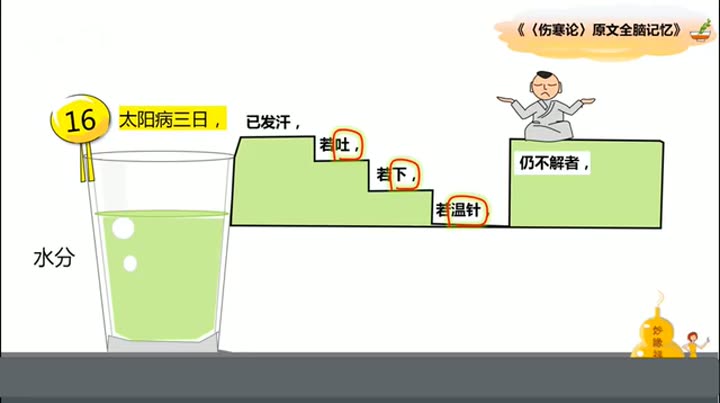 《〈伤寒论〉原文全脑记忆》
16
太阳病三日，
已发汗，
若吐，
若下，
若温针，
仍不解者，
水分